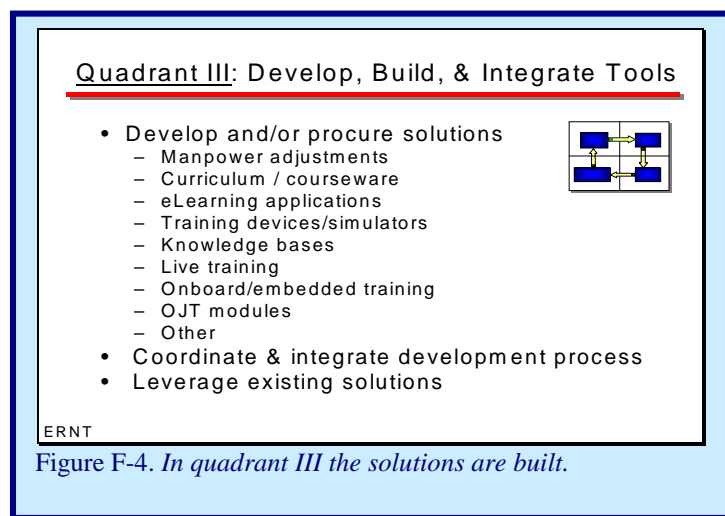 Quadrant III: Develop, Build, & Integrate Tools
• Develop and/or procure solutions
– Manpower adjustments
– Curriculum / courseware
– eLearning applications
– Training devices/simulators
– Knowledge bases
– Live training
– Onboard/embedded training
– OJT modules
– Other
• Coordinate & integrate development process
• Leverage existing solutions
ERNT
Figure F-4. In quadrant III the solutions are built.